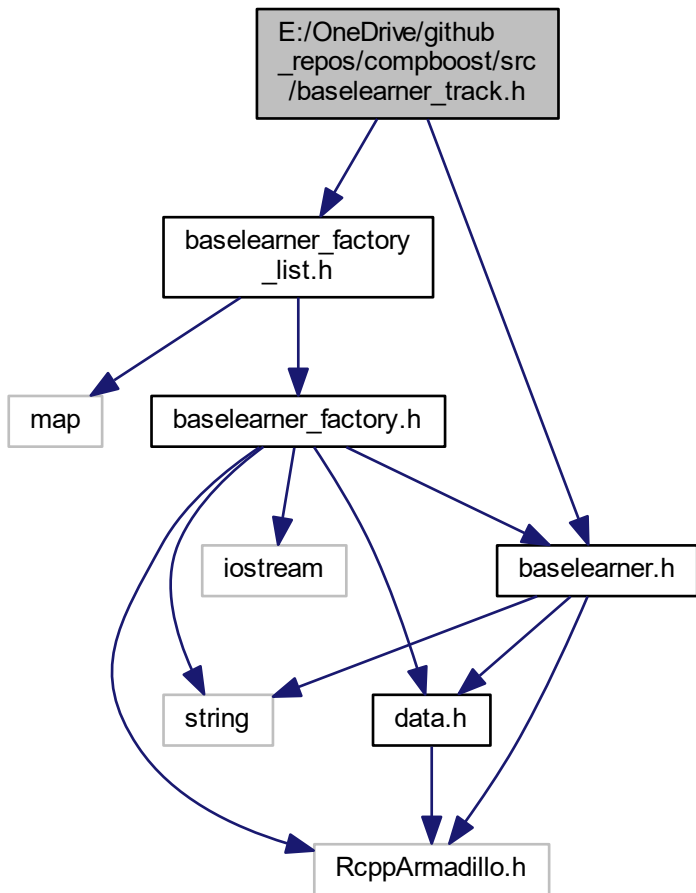 E:/OneDrive/github
_repos/compboost/src
/baselearner_track.h
baselearner_factory
_list.h
map
baselearner_factory.h
iostream
baselearner.h
string
data.h
RcppArmadillo.h